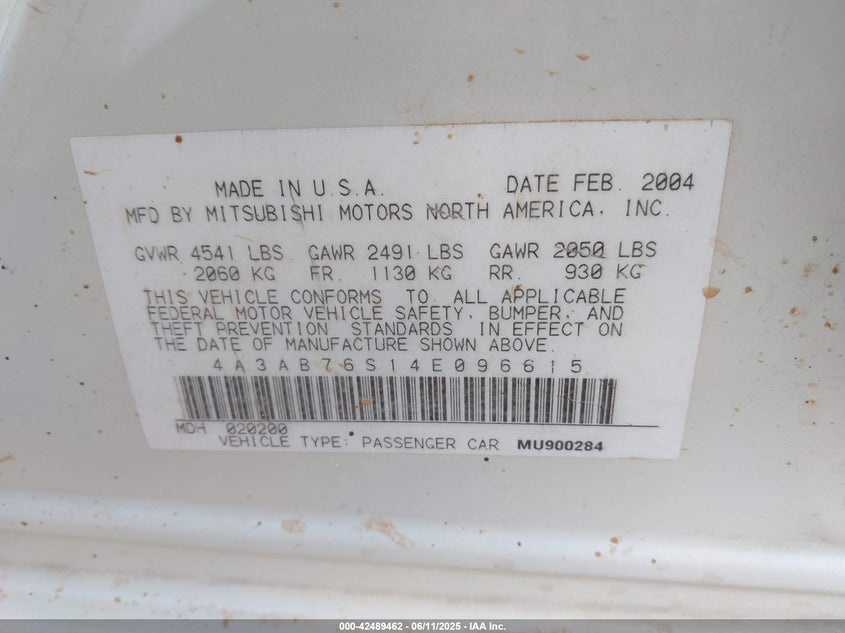 MADE IN U.S.A. DATE FEB. 2004
MFD BY MITSUBISHI MOTORS NORTH AMERICA, INC.
GVWR 4541 LBS GAWR 2491 LBS GAWR 2050 LBS
2060 KG FR. 1130 KG RR. 930 KG
THIS VEHICLE CONFORMS TO ALL APPLICABLE
FEDERAL MOTOR VEHICLE SAFETY, BUMPER, AND
THEFT PREVENTION STANDARDS IN EFFECT ON
THE DATE OF MANUFACTURE SHOWN ABOVE.
4A3AB76S14E096615
MDH 020200
VEHICLE TYPE: PASSENGER CAR MU900284
000-42489462 - 06/11/2025 - IAA Inc.